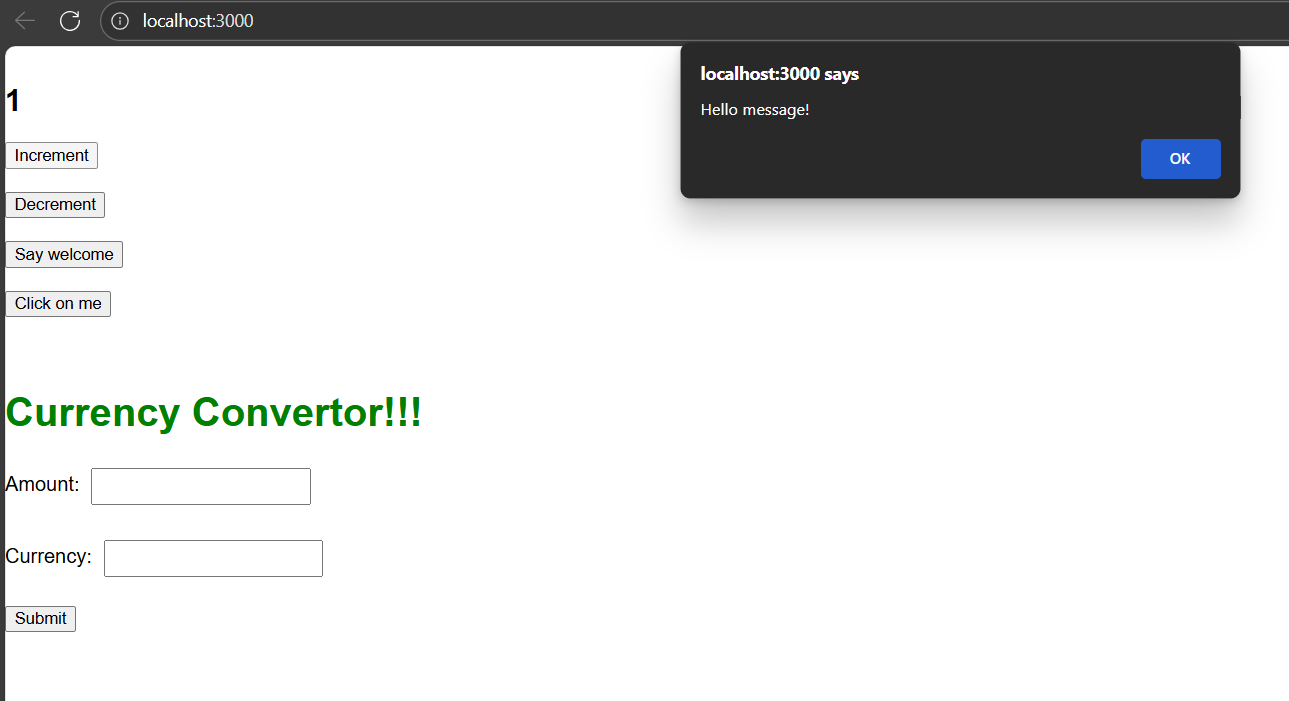 localhost:3000
localhost:3000 says
Hello message!
OK
1
Increment
Decrement
Say welcome
Click on me
Currency Convertor!!!
Amount:
Currency:
Submit